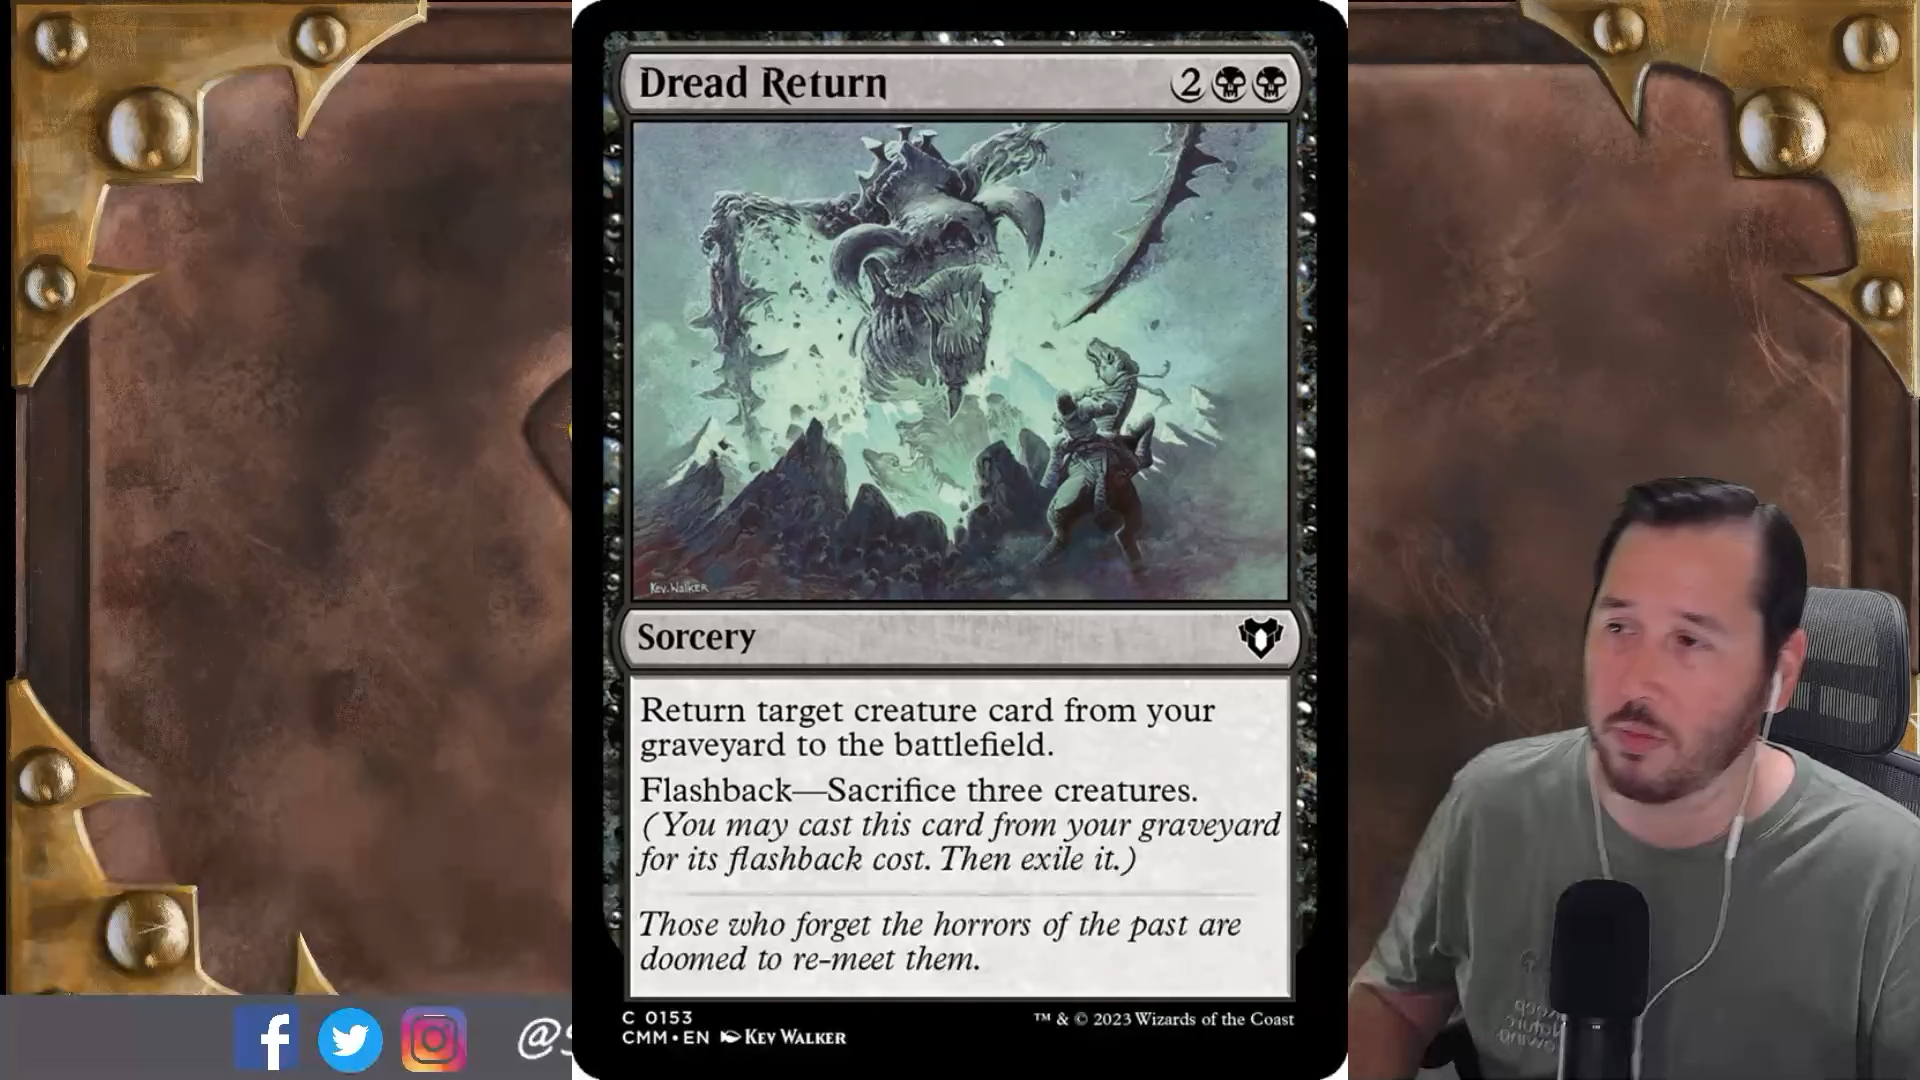 Dread Return
2
Kev. Walker
Sorcery
Return target creature card from your
graveyard to the battlefield.
Flashback—Sacrifice three creatures.
(You may cast this card from your graveyard
for its flashback cost. Then exile it.)
Those who forget the horrors of the past are
doomed to re-meet them.
C 0153
CMM • EN Kev Walker
™ & © 2023 Wizards of the Coast
@S